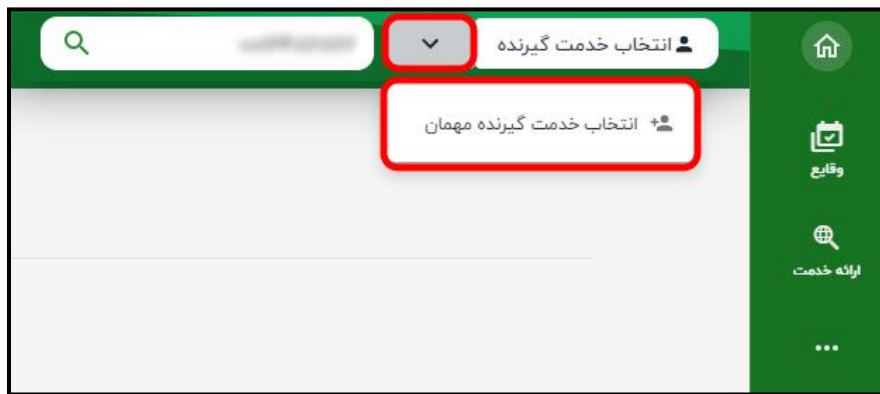 انتخاب خدمت گیرنده
انتخاب خدمت گیرنده مهمان
وقایع
ارائه خدمت